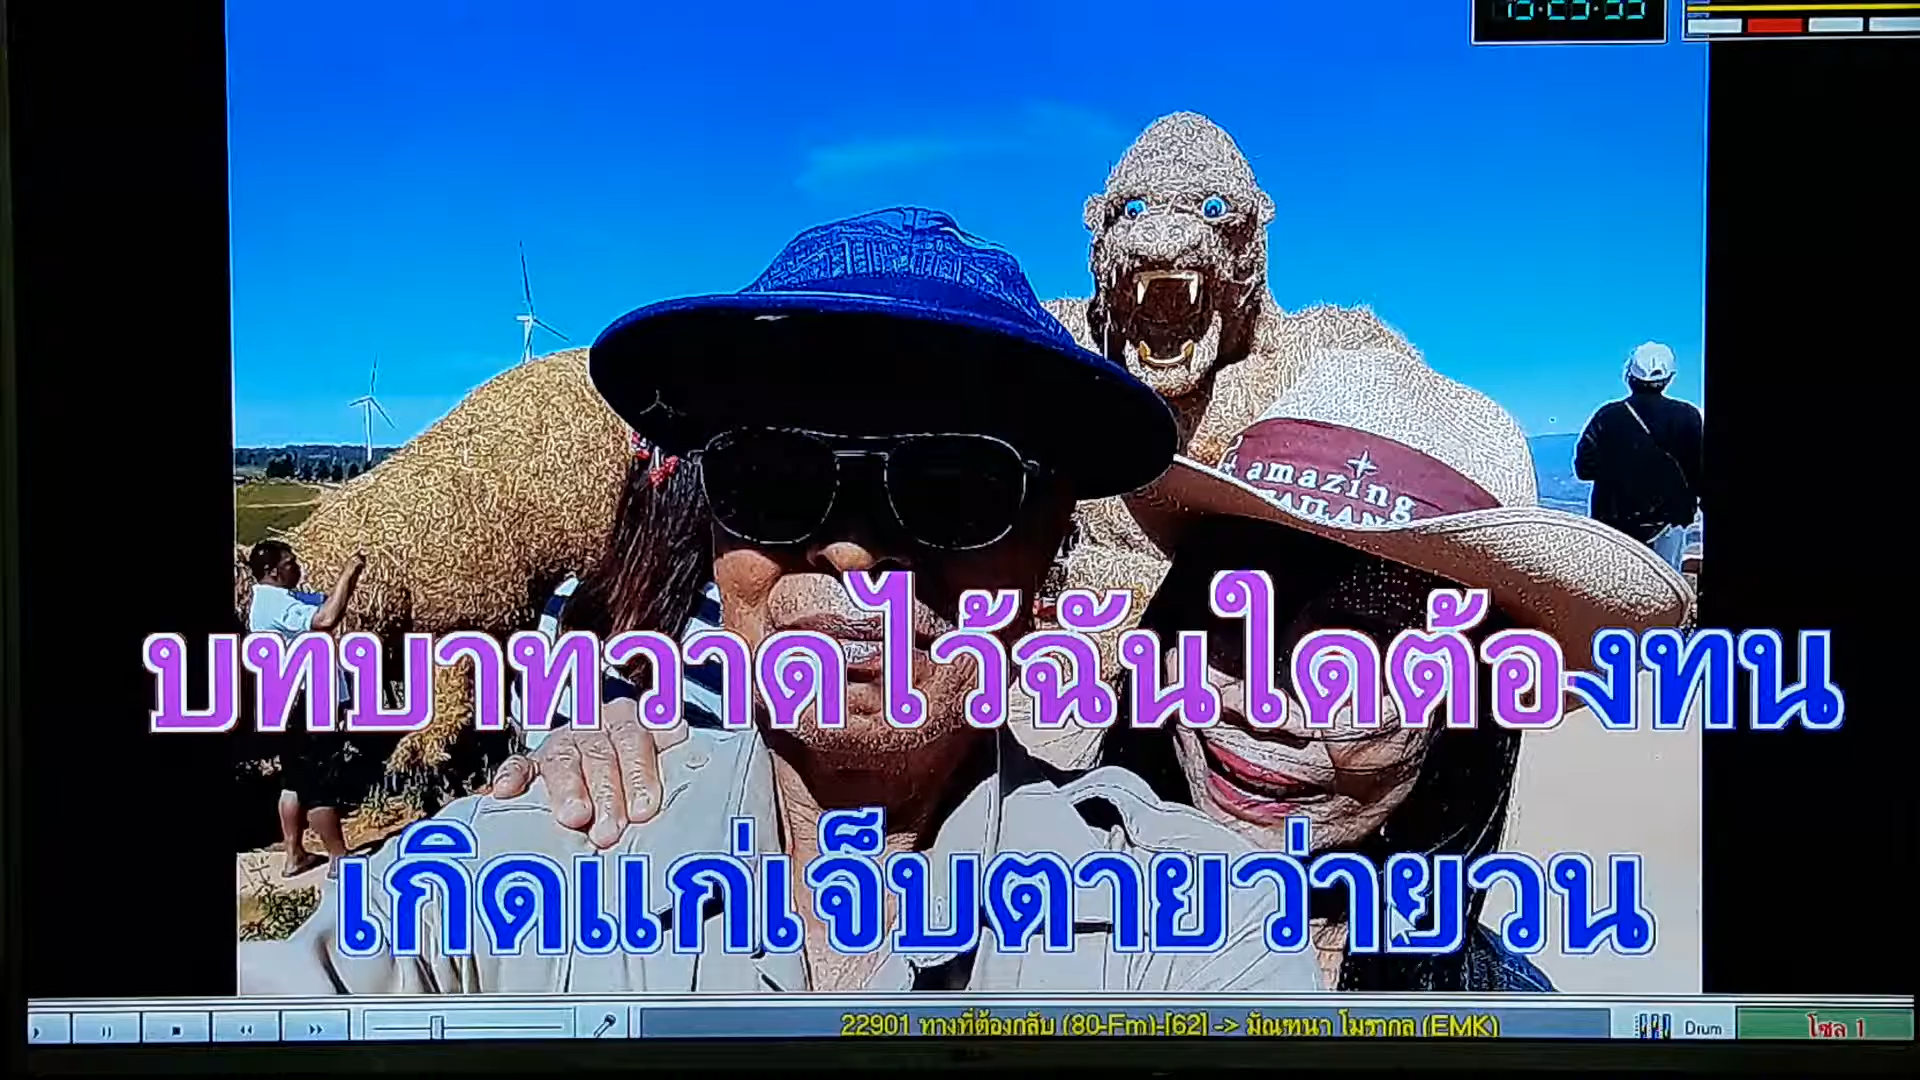 amazing
บทบาทวาดไว้ฉันใดต้องทน
เกิดแก่เจ็บตายว่ายวน
22901 ทางที่ต้องกลับ (80-Fm)-[62] -> มัณฑนา โมรากุล (EMK)
Drum
โซล 1